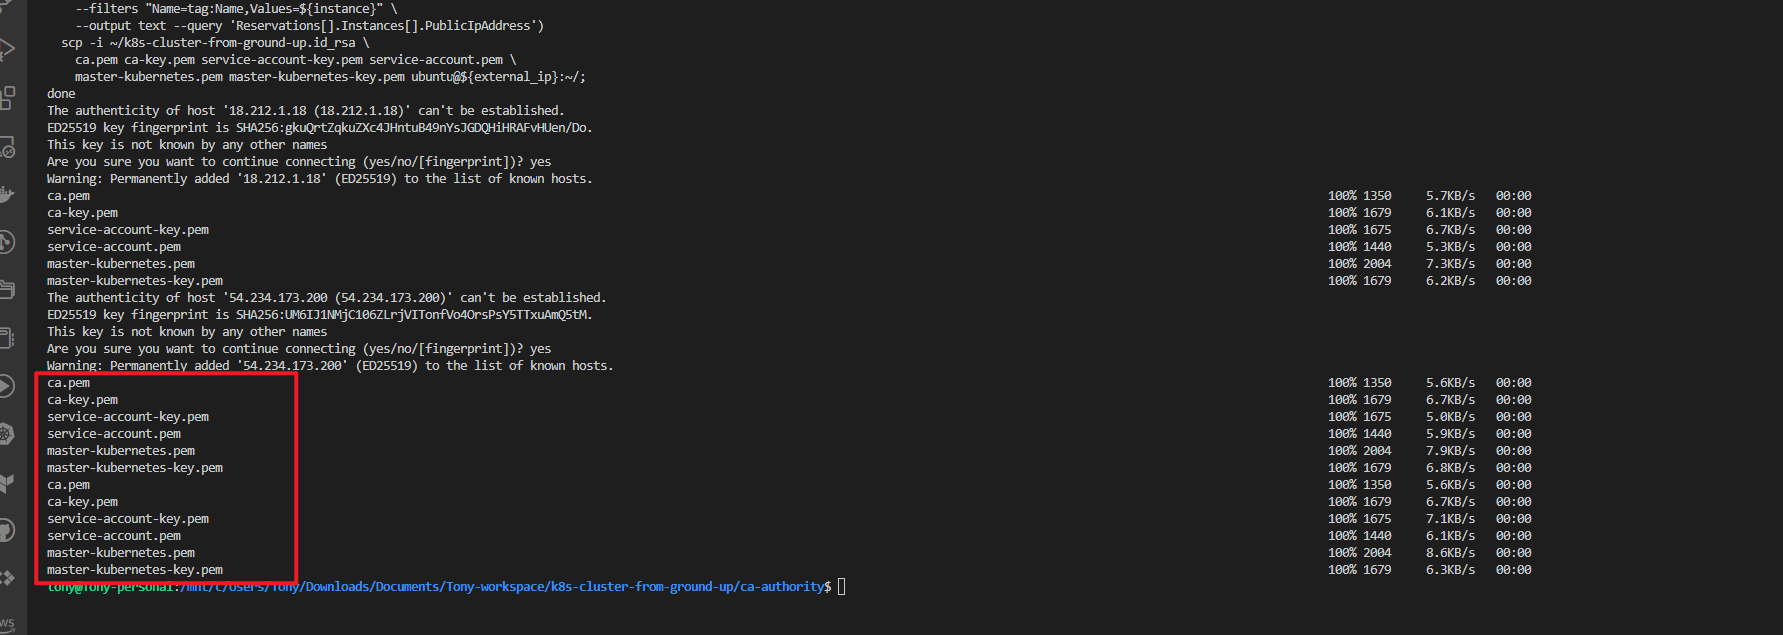 --filters "Name=tag:Name,Values=${instance}" \
--output text --query 'Reservations[].Instances[].PublicIpAddress')
scp -i ~/k8s-cluster-from-ground-up.id_rsa \
ca.pem ca-key.pem service-account-key.pem service-account.pem \
master-kubernetes.pem master-kubernetes-key.pem ubuntu@${external_ip}:~/;
done
The authenticity of host '18.212.1.18 (18.212.1.18)' can't be established.
ED25519 key fingerprint is SHA256:gkuQrtZqkuZXc4JHntuB49nYsJGDQHiHRAFvHUen/Do.
This key is not known by any other names
Are you sure you want to continue connecting (yes/no/[fingerprint])? yes
Warning: Permanently added '18.212.1.18' (ED25519) to the list of known hosts.
ca.pem 100% 1350 5.7KB/s 00:00
ca-key.pem 100% 1679 6.1KB/s 00:00
service-account-key.pem 100% 1675 6.7KB/s 00:00
service-account.pem 100% 1440 5.3KB/s 00:00
master-kubernetes.pem 100% 2004 7.3KB/s 00:00
master-kubernetes-key.pem 100% 1679 6.2KB/s 00:00
The authenticity of host '54.234.173.200 (54.234.173.200)' can't be established.
ED25519 key fingerprint is SHA256:UM6IJ1NMjC106ZLrjVITonfVo4OrsPsY5TTxuAmQ5tM.
This key is not known by any other names
Are you sure you want to continue connecting (yes/no/[fingerprint])? yes
Warning: Permanently added '54.234.173.200' (ED25519) to the list of known hosts.
ca.pem 100% 1350 5.6KB/s 00:00
ca-key.pem 100% 1679 6.7KB/s 00:00
service-account-key.pem 100% 1675 5.0KB/s 00:00
service-account.pem 100% 1440 5.9KB/s 00:00
master-kubernetes.pem 100% 2004 7.9KB/s 00:00
master-kubernetes-key.pem 100% 1679 6.8KB/s 00:00
ca.pem 100% 1350 5.6KB/s 00:00
ca-key.pem 100% 1679 6.7KB/s 00:00
service-account-key.pem 100% 1675 7.1KB/s 00:00
service-account.pem 100% 1440 6.1KB/s 00:00
master-kubernetes.pem 100% 2004 8.6KB/s 00:00
master-kubernetes-key.pem 100% 1679 6.3KB/s 00:00
tony@Tony-personal:/mnt/c/Users/Tony/Downloads/Documents/Tony-workspace/k8s-cluster-from-ground-up/ca-authority$